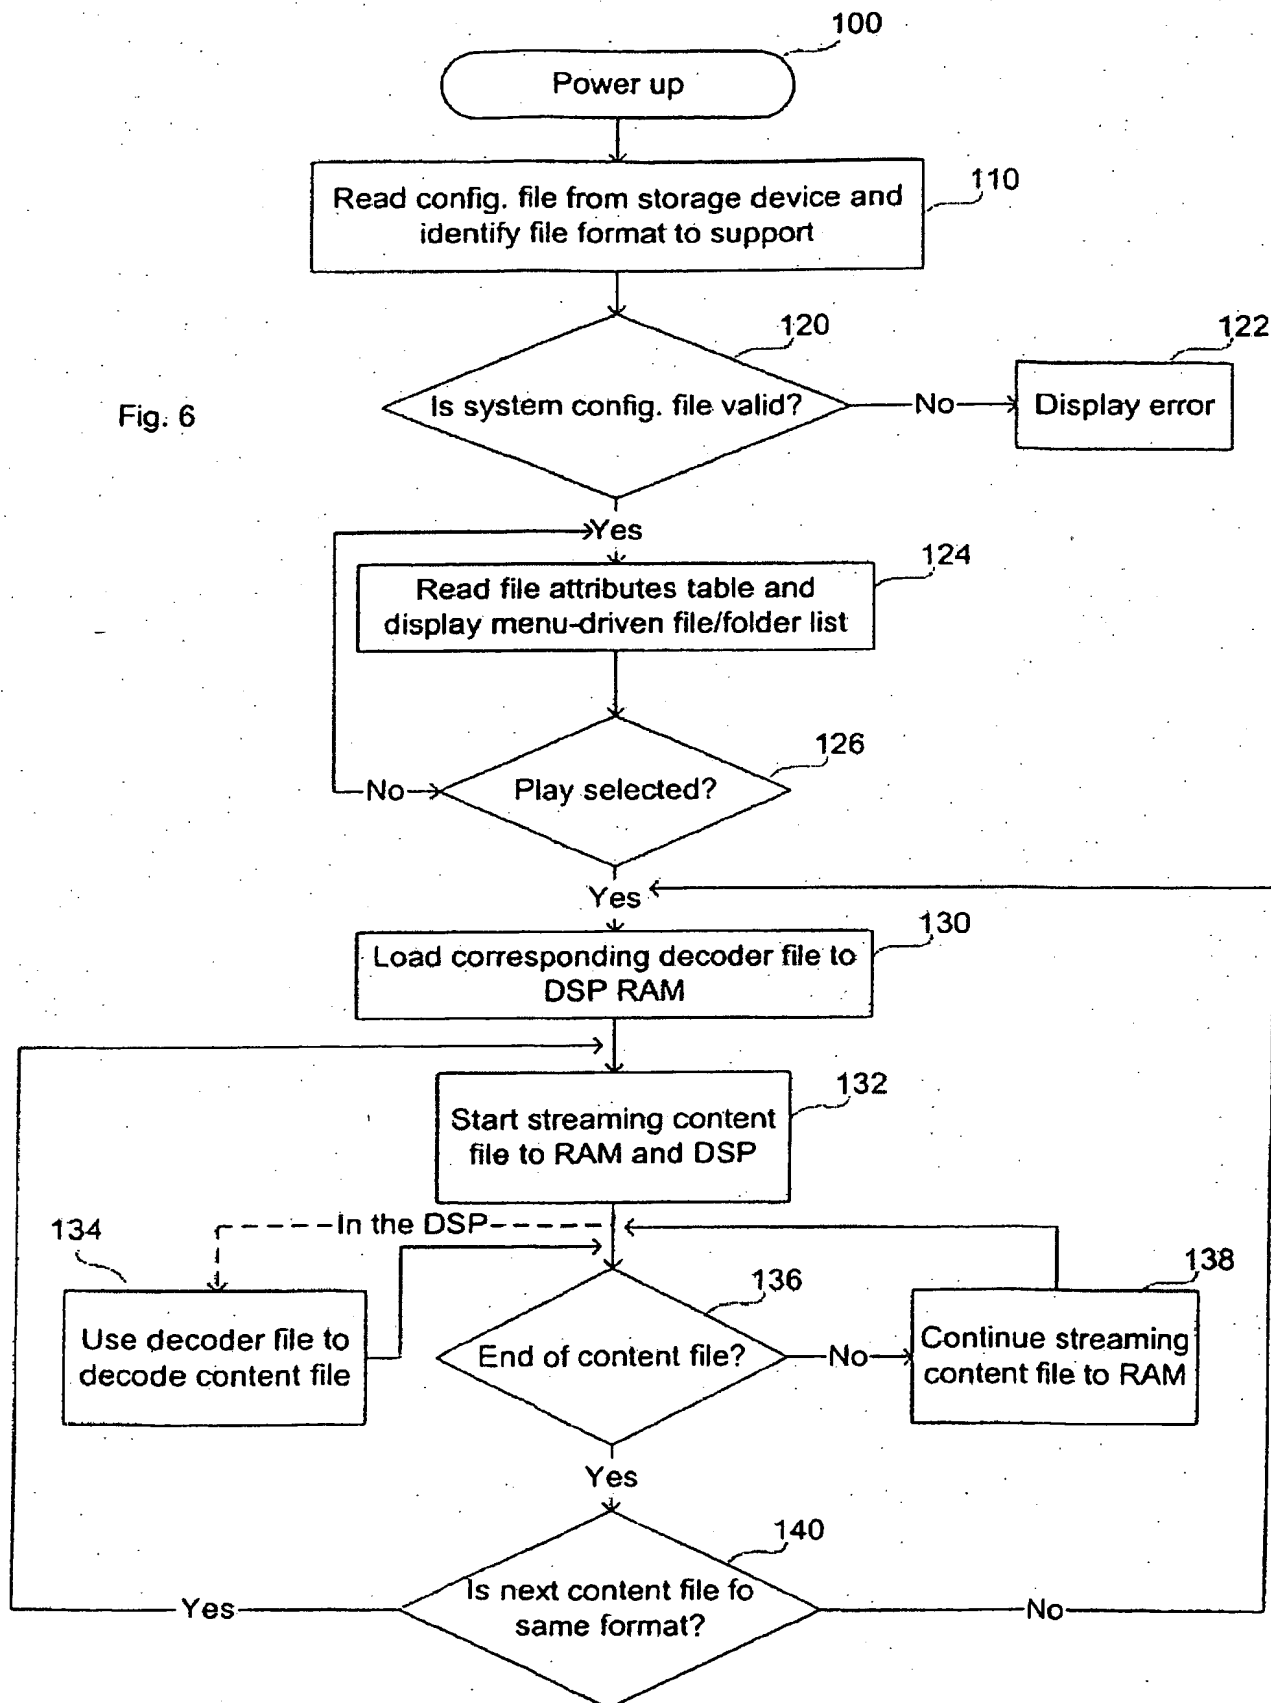 100
Power up
110
Read config. file from storage device and
identify file format to support
120
122
Fig. 6
Is system config. file valid?
No
Display error
Yes
124
Read file attributes table and
display menu-driven file/folder list
126
No
Play selected?
Yes
130
Load corresponding decoder file to
DSP RAM
132
Start streaming content
file to RAM and DSP
In the DSP
134
136
138
Use decoder file to
decode content file
End of content file?
No
Continue streaming
content file to RAM
Yes
140
Is next content file fo
same format?
Yes
No